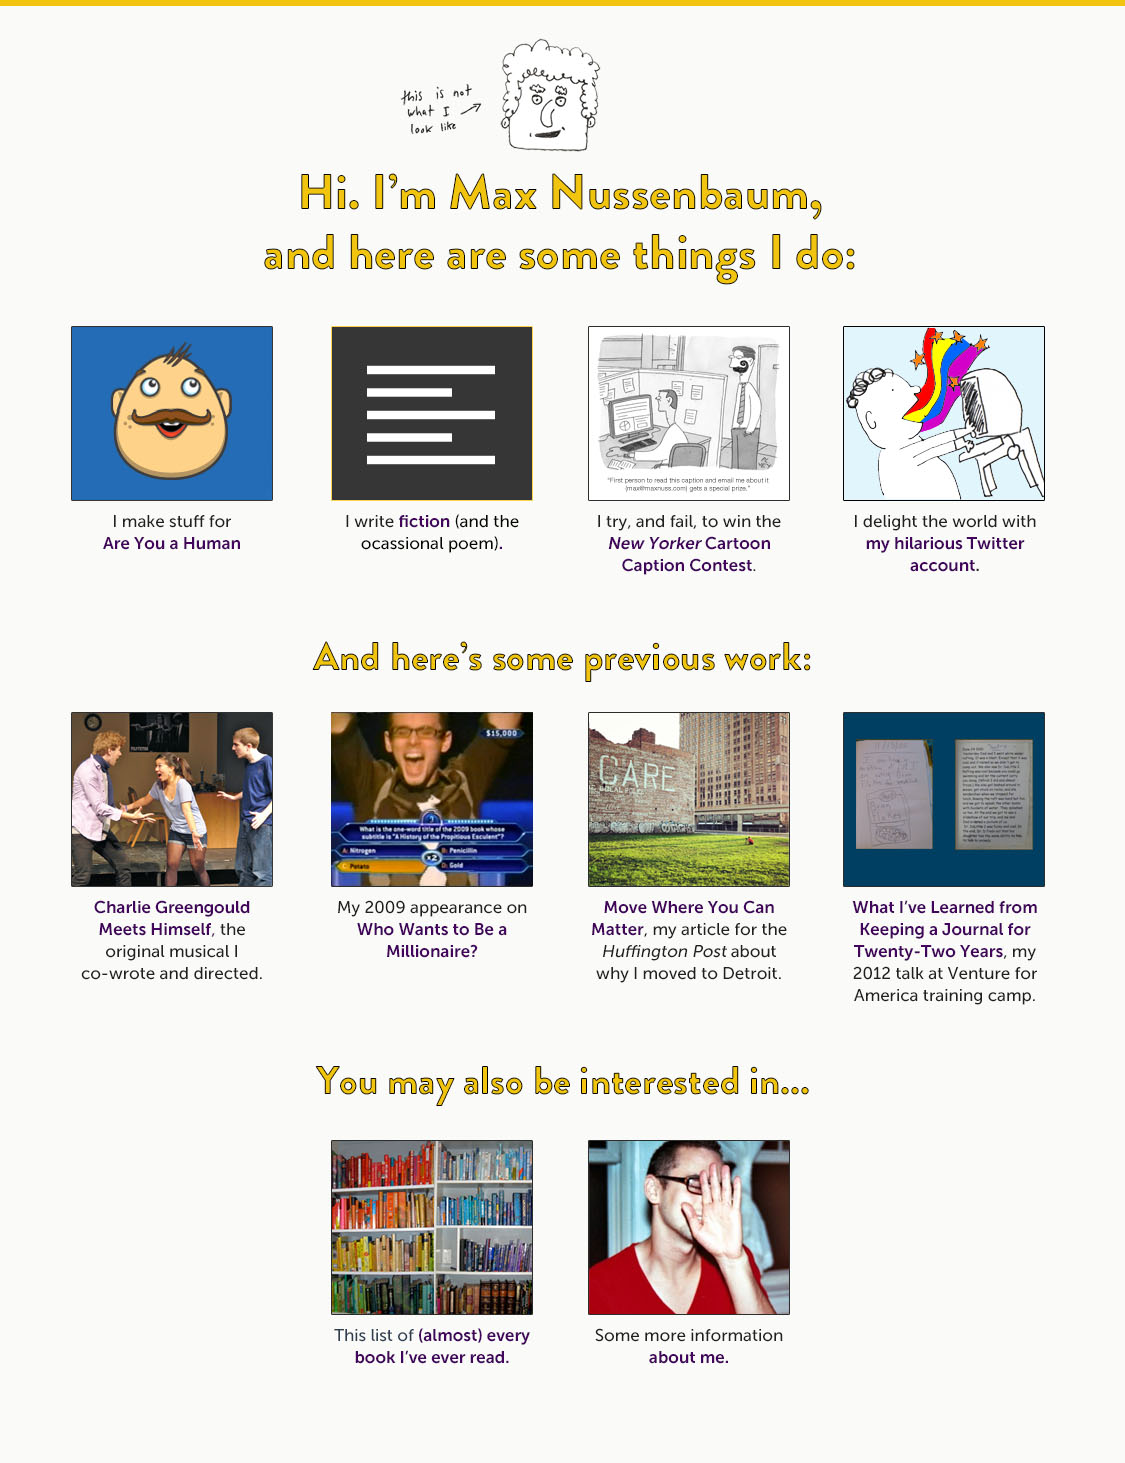 this is not
what I
look like
Hi. I'm Max Nussenbaum,
and here are some things I do:
I make stuff for
Are You a Human
I write fiction (and the
ocassional poem).
"First person to read this caption and email me about it
(max@maxnuss.com) gets a special prize."
I try, and fail, to win the
New Yorker Cartoon
Caption Contest.
I delight the world with
my hilarious Twitter
account.
And here's some previous work:
Charlie Greengould
Meets Himself, the
original musical I
co-wrote and directed.
$15,000
What is the one-word title of the 2009 book whose
subtitle is "A History of the Propitious Esculent"?
A: Nitrogen
B: Penicillin
x2
C: Potato
D: Gold
My 2009 appearance on
Who Wants to Be a
Millionaire?
CARE
Move Where You Can
Matter, my article for the
Huffington Post about
why I moved to Detroit.
What I've Learned from
Keeping a Journal for
Twenty-Two Years, my
2012 talk at Venture for
America training camp.
You may also be interested in...
This list of (almost) every
book I've ever read.
Some more information
about me.